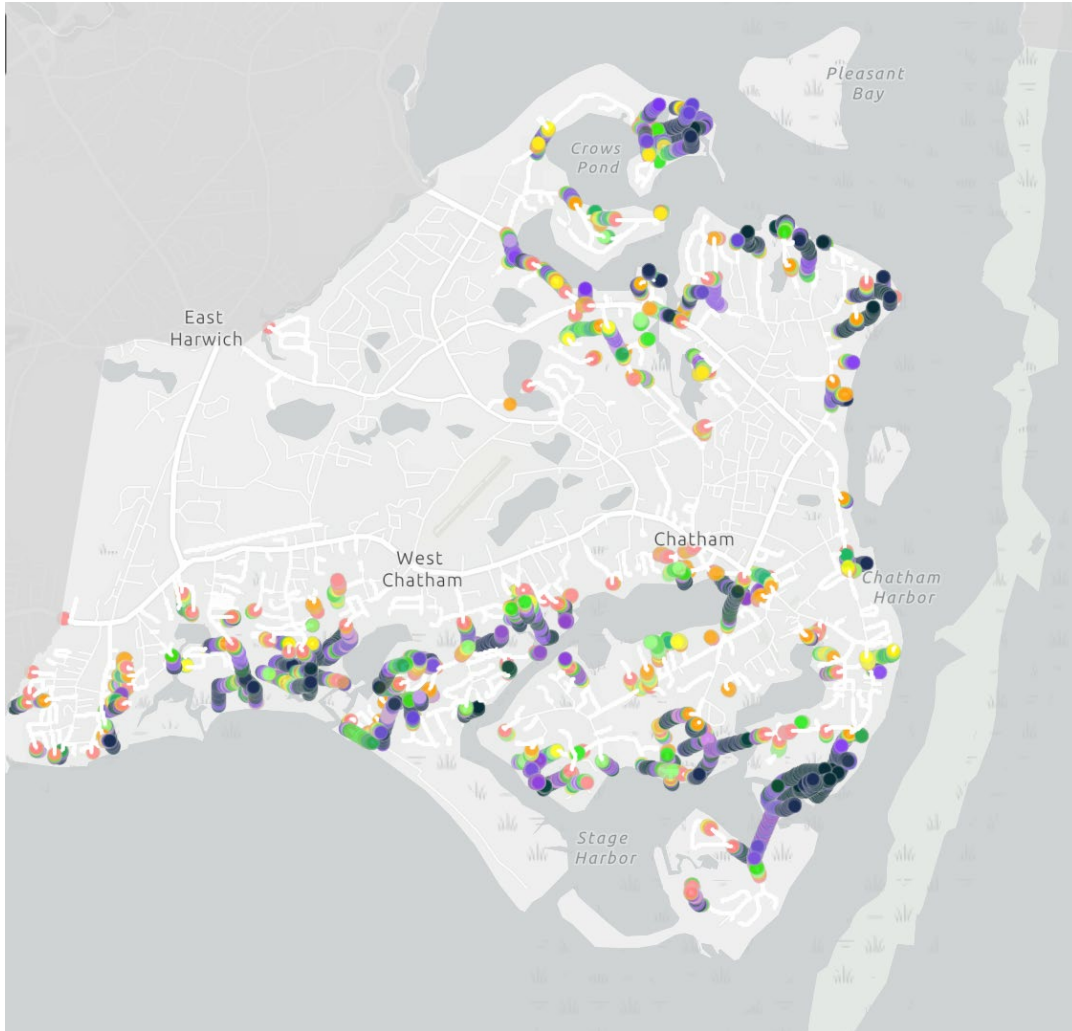 Pleasant
Bay
Crows
Pond
East
Harwich
Chatham
West
Chatham
Chatham
Harbor
Stage
Harbor